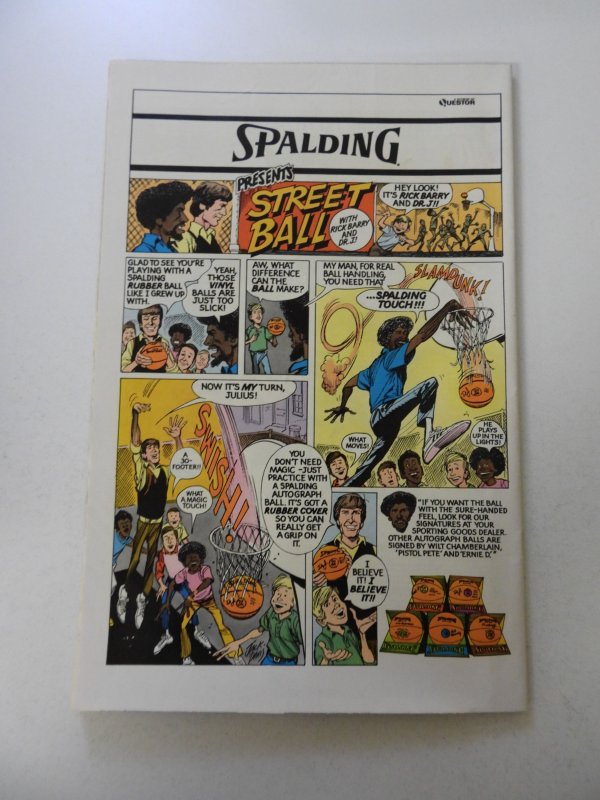 QUESTOR
SPALDING
PRESENTS
STREET
BALL
WITH
RICK BARRY
AND
DR. J!
HEY LOOK!
IT'S RICK BARRY
AND DR. J!!
GLAD TO SEE YOU'RE
PLAYING WITH A
SPALDING
RUBBER BALL
LIKE I GREW UP
WITH.
YEAH,
THOSE
VINYL
BALLS ARE
JUST TOO
SLICK!
AW, WHAT
DIFFERENCE
CAN THE
BALL MAKE?
MY MAN, FOR REAL
BALL HANDLING,
YOU NEED THAT
...SPALDING
TOUCH!!!
SLAM DUNK!
WHAT
MOVES!
HE
PLAYS
UP IN THE
LIGHTS!
NOW IT'S MY TURN,
JULIUS!
A
30-
FOOTER!!
WHAT
A MAGIC
TOUCH!
SWISH!
YOU
DON'T NEED
MAGIC -JUST
PRACTICE WITH
A SPALDING
AUTOGRAPH
BALL. IT'S GOT A
RUBBER COVER
SO YOU CAN
REALLY GET
A GRIP ON
IT.
I
BELIEVE
IT! I
BELIEVE
IT!!
"IF YOU WANT THE BALL
WITH THE SURE-HANDED
FEEL, LOOK FOR OUR
SIGNATURES AT YOUR
SPORTING GOODS DEALER.
OTHER AUTOGRAPH BALLS ARE
SIGNED BY WILT CHAMBERLAIN,
'PISTOL PETE' AND 'ERNIE D.'"